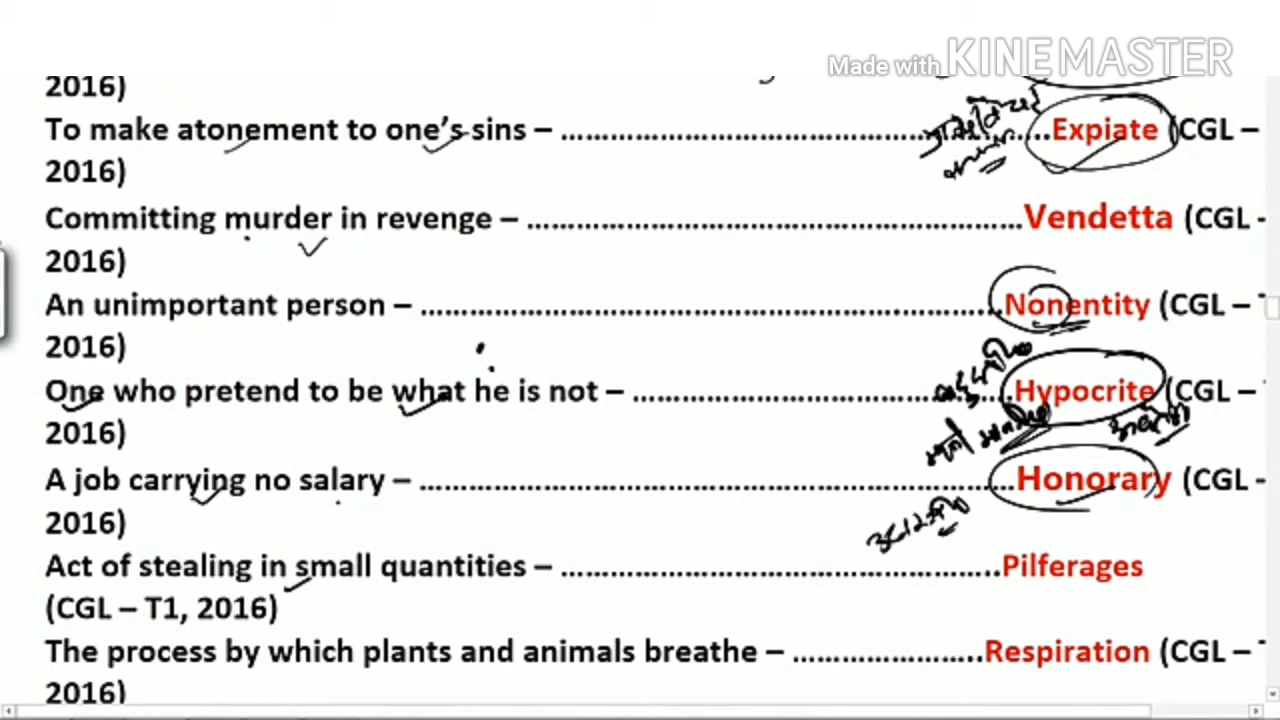 Made with KINEMASTER
2016)
To make atonement to one's sins – ........................................Expiate (CGL –
2016)
Committing murder in revenge – ........................................Vendetta (CGL -
2016)
An unimportant person – ........................................Nonentity (CGL –
2016)
One who pretend to be what he is not – ........................................Hypocrite (CGL –
2016)
A job carrying no salary – ........................................Honorary (CGL -
2016)
Act of stealing in small quantities – ........................................Pilferages
(CGL – T1, 2016)
The process by which plants and animals breathe – .....................Respiration (CGL –
2016)